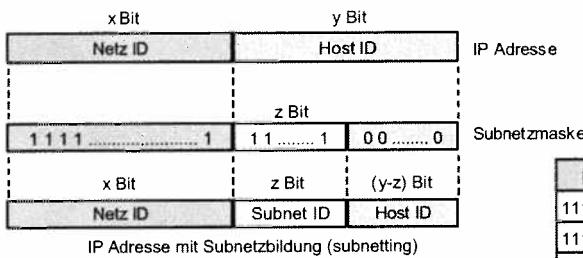 x Bit y Bit
Netz ID Host ID IP Adresse
z Bit
1 1 1 1 ........................ 1 1 1 ........ 1 0 0 ........ 0 Subnetzmaske
x Bit z Bit (y-z) Bit
Netz ID Subnet ID Host ID
IP Adresse mit Subnetzbildung (subnetting)